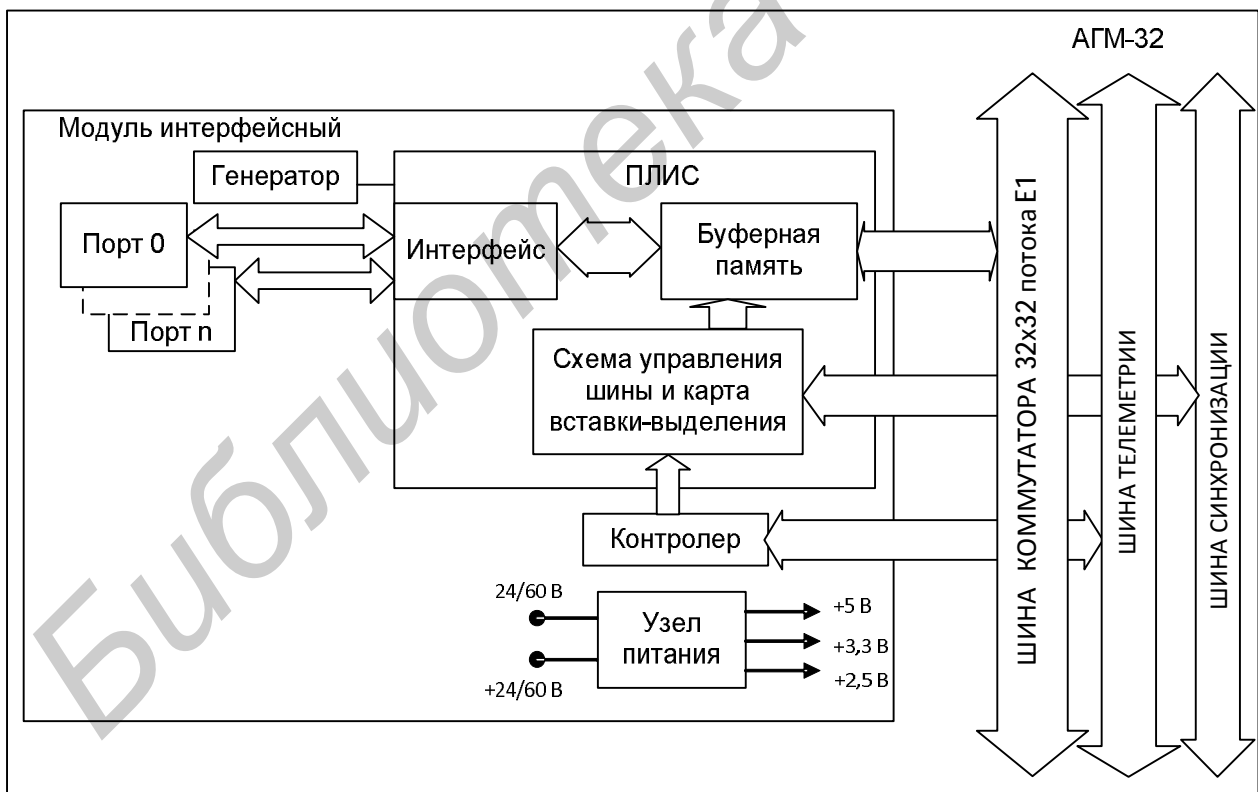 АГМ-32
Модуль интерфейсный
Генератор
ПЛИС
Порт 0
Интерфейс
Буферная
память
Порт n
Схема управления
шины и карта
вставки-выделения
Контролер
24/60 В
+24/60 В
Узел
питания
+5 В
+3,3 В
+2,5 В
ШИНА КОММУТАТОРА 32x32 потока Е1
ШИНА ТЕЛЕМЕТРИИ
ШИНА СИНХРОНИЗАЦИИ
Библиотека